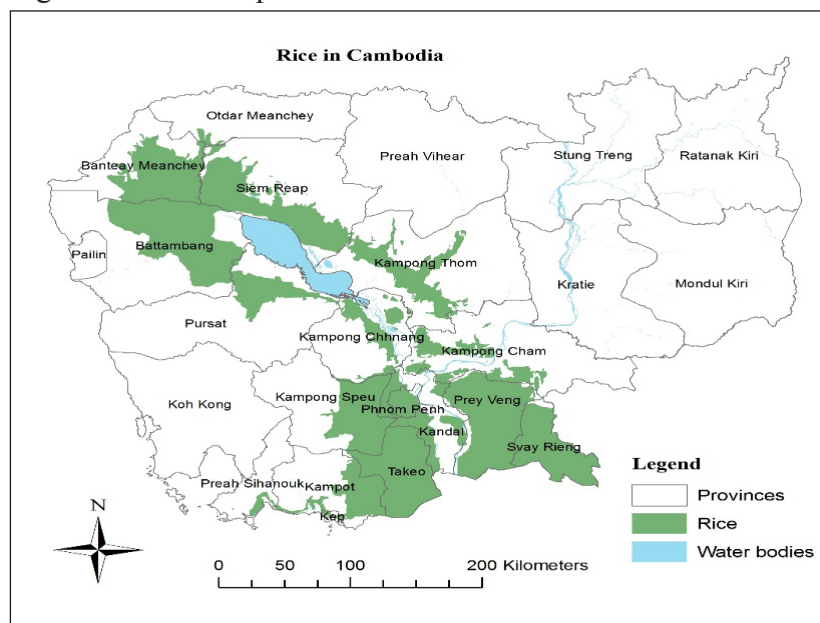 Rice in Cambodia
Otdar Meanchey
Preah Vihear
Stung Treng
Ratanak Kiri
Banteay Meanchey
Siem Reap
Battambang
Pailin
Kampong Thom
Kratie
Mondul Kiri
Pursat
Kampong Chhnang
Kampong Cham
Koh Kong
Kampong Speu
Phnom Penh
Prey Veng
Kandal
Svay Rieng
Takeo
Preah Sihanouk
Kampot
Kep
Legend
Provinces
Rice
Water bodies
N
0 50 100 200 Kilometers